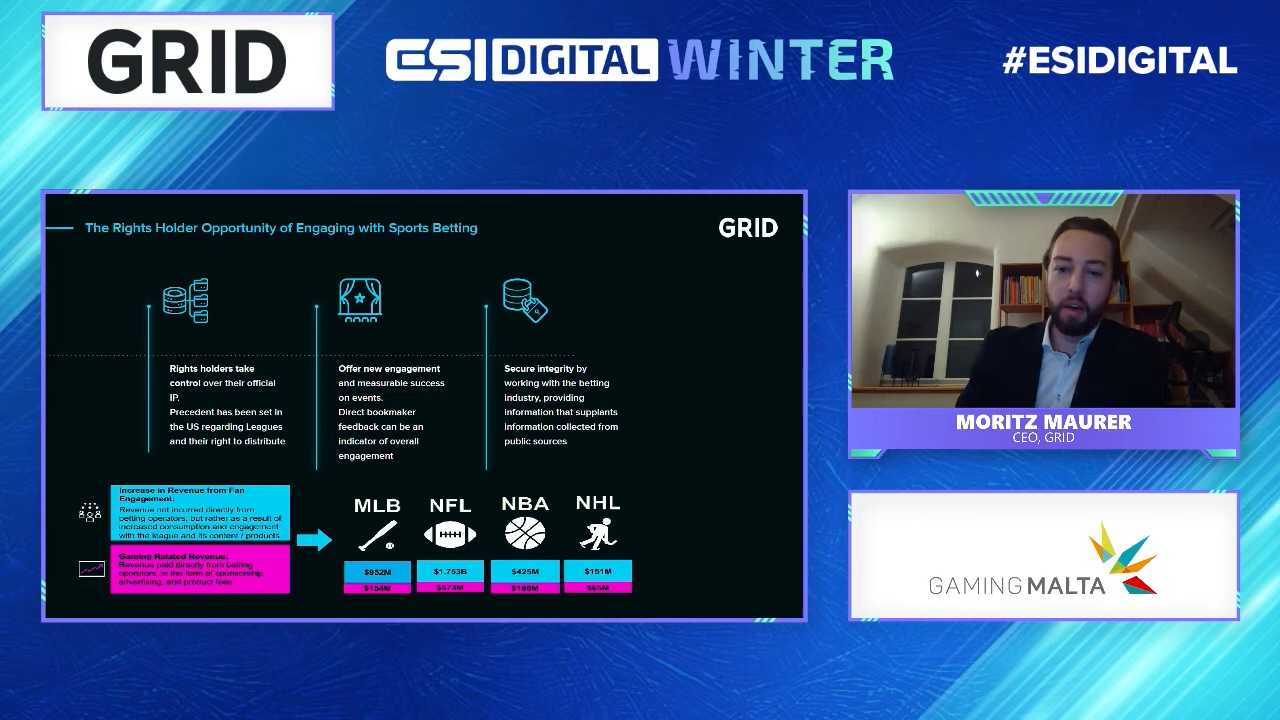 GRID
ESI DIGITAL WINTER
#ESIDIGITAL
The Rights Holder Opportunity of Engaging with Sports Betting
GRID
Rights holders take
control over their official
IP.
Precedent has been set in
the US regarding Leagues
and their right to distribute
Offer new engagement
and measurable success
on events.
Direct bookmaker
feedback can be an
indicator of overall
engagement
Secure integrity by
working with the betting
industry, providing
information that supplants
information collected from
public sources
Increase in Revenue from Fan
Engagement:
Revenue not incurred directly from
betting operators, but rather as a result of
increased consumption and engagement
with the league and its content / products
Gaming Related Revenue:
Revenue paid directly from betting
operators, in the form of sponsorship
advertising, and product fees
MLB NFL NBA NHL
$952M $1.753B $425M $151M
$154M $573M $160M $65M
MORITZ MAURER
CEO, GRID
GAMING MALTA